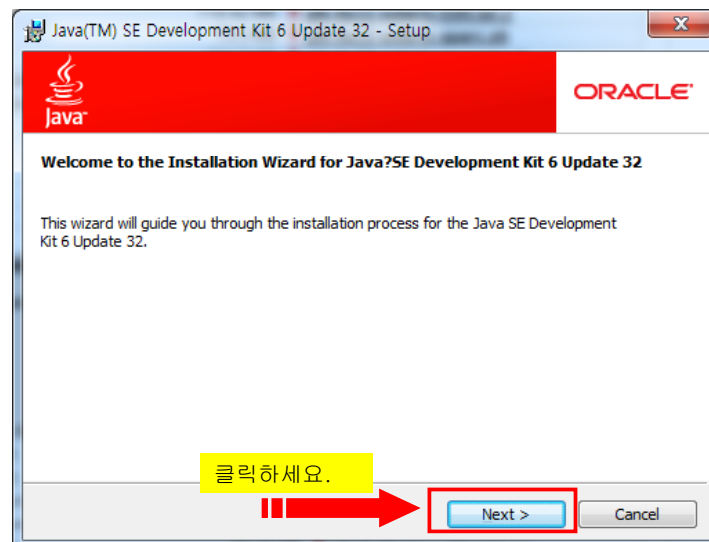 Java(TM) SE Development Kit 6 Update 32 - Setup
Java
ORACLE
Welcome to the Installation Wizard for Java?SE Development Kit 6 Update 32
This wizard will guide you through the installation process for the Java SE Development
Kit 6 Update 32.
클릭하세요.
Next >
Cancel